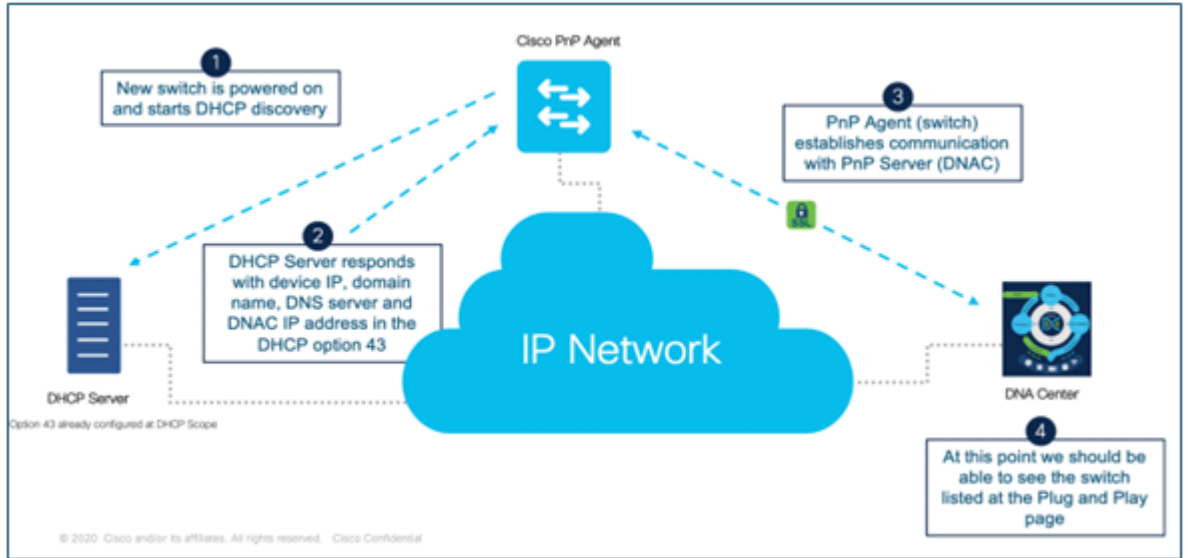 Cisco PnP Agent
1
New switch is powered on
and starts DHCP discovery
3
PnP Agent (switch)
establishes communication
with PnP Server (DNAC)
SSL
2
DHCP Server responds
with device IP, domain
name, DNS server and
DNAC IP address in the
DHCP option 43
IP Network
DHCP Server
Option 43 already configured at DHCP Scope
DNA Center
4
At this point we should be
able to see the switch
listed at the Plug and Play
page
© 2020 Cisco and/or its affiliates. All rights reserved. Cisco Confidential